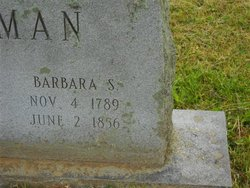 MAN
BARBARA S.
NOV. 4, 1789
JUNE 2, 1856